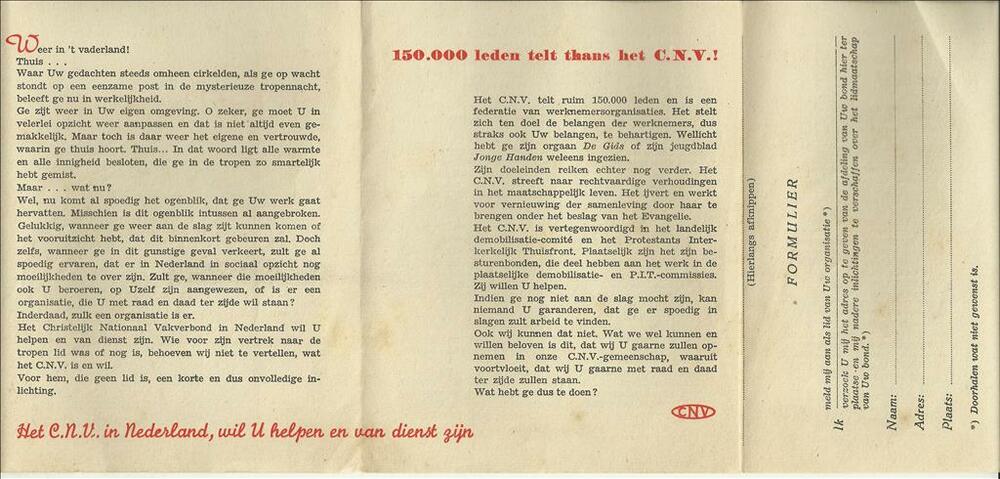 Weer in 't vaderland!
Thuis . . .
Waar Uw gedachten steeds omheen cirkelden, als ge op wacht
stondt op een eenzame post in de mysterieuze tropennacht,
beleeft ge nu in werkelijkheid.
Ge zijt weer in Uw eigen omgeving. O zeker, ge moet U in
velerlei opzicht weer aanpassen en dat is niet altijd even ge-
makkelijk. Maar toch is daar weer het eigene en vertrouwde,
waarin ge thuis hoort. Thuis... In dat woord ligt alle warmte
en alle innigheid besloten, die ge in de tropen zo smartelijk
hebt gemist.
Maar . . . wat nu?
Wel, nu komt al spoedig het ogenblik, dat ge Uw werk gaat
hervatten. Misschien is dit ogenblik intussen al aangebroken.
Gelukkig, wanneer ge weer aan de slag zijt kunnen komen of
het vooruitzicht hebt, dat dit binnenkort gebeuren zal. Doch
zelfs, wanneer ge in dit gunstige geval verkeert, zult ge al
spoedig ervaren, dat er in Nederland in sociaal opzicht nog
moeilijkheden te over zijn. Zult ge, wanneer die moeilijkheden
ook U beroeren, op Uzelf zijn aangewezen, of is er een
organisatie, die U met raad en daad ter zijde wil staan?
Inderdaad, zulk een organisatie is er.
Het Christelijk Nationaal Vakverbond in Nederland wil U
helpen en van dienst zijn. Wie voor zijn vertrek naar de
tropen lid was of nog is, behoeven wij niet te vertellen, wat
het C.N.V. is en wil.
Voor hem, die geen lid is, een korte en dus onvolledige in-
lichting.
Het C.N.V. in Nederland, wil U helpen en van dienst zijn
150.000 leden telt thans het C.N.V.!
Het C.N.V. telt ruim 150.000 leden en is een
federatie van werknemersorganisaties. Het stelt
zich ten doel de belangen der werknemers, dus
straks ook Uw belangen, te behartigen. Wellicht
hebt ge zijn orgaan De Gids of zijn jeugdblad
Jonge Handen weleens ingezien.
Zijn doeleinden reiken echter nog verder. Het
C.N.V. streeft naar rechtvaardige verhoudingen
in het maatschappelijk leven. Het ijvert en werkt
voor vernieuwing der samenleving door haar te
brengen onder het beslag van het Evangelie.
Het C.N.V. is vertegenwoordigd in het landelijk
demobilisatie-comité en het Protestants Inter-
kerkelijk Thuisfront. Plaatselijk zijn het zijn be-
stuurdersbonden, die deel hebben aan het werk in de
plaatselijke demobilisatie- en P.I.T.-commissies.
Zij willen U helpen.
Indien ge nog niet aan de slag mocht zijn, kan
niemand U garanderen, dat ge er spoedig in
slagen zult arbeid te vinden.
Ook wij kunnen dat niet. Wat we wel kunnen en
willen beloven is dit, dat wij U gaarne zullen op-
nemen in onze C.N.V.-gemeenschap, waaruit
voortvloeit, dat wij U gaarne met raad en daad
ter zijde zullen staan.
Wat hebt ge dus te doen?
CNV
(Hierlangs afknippen)
FORMULIER
meld mij aan als lid van Uw organisatie *)
Ik verzoek U mij het adres op te geven van de afdeling van Uw bond hier ter
plaatse en mij nadere inlichtingen te verschaffen over het lidmaatschap
van Uw bond. *)
Naam:
Adres:
Plaats:
*) Doorhalen wat niet gewenst is.